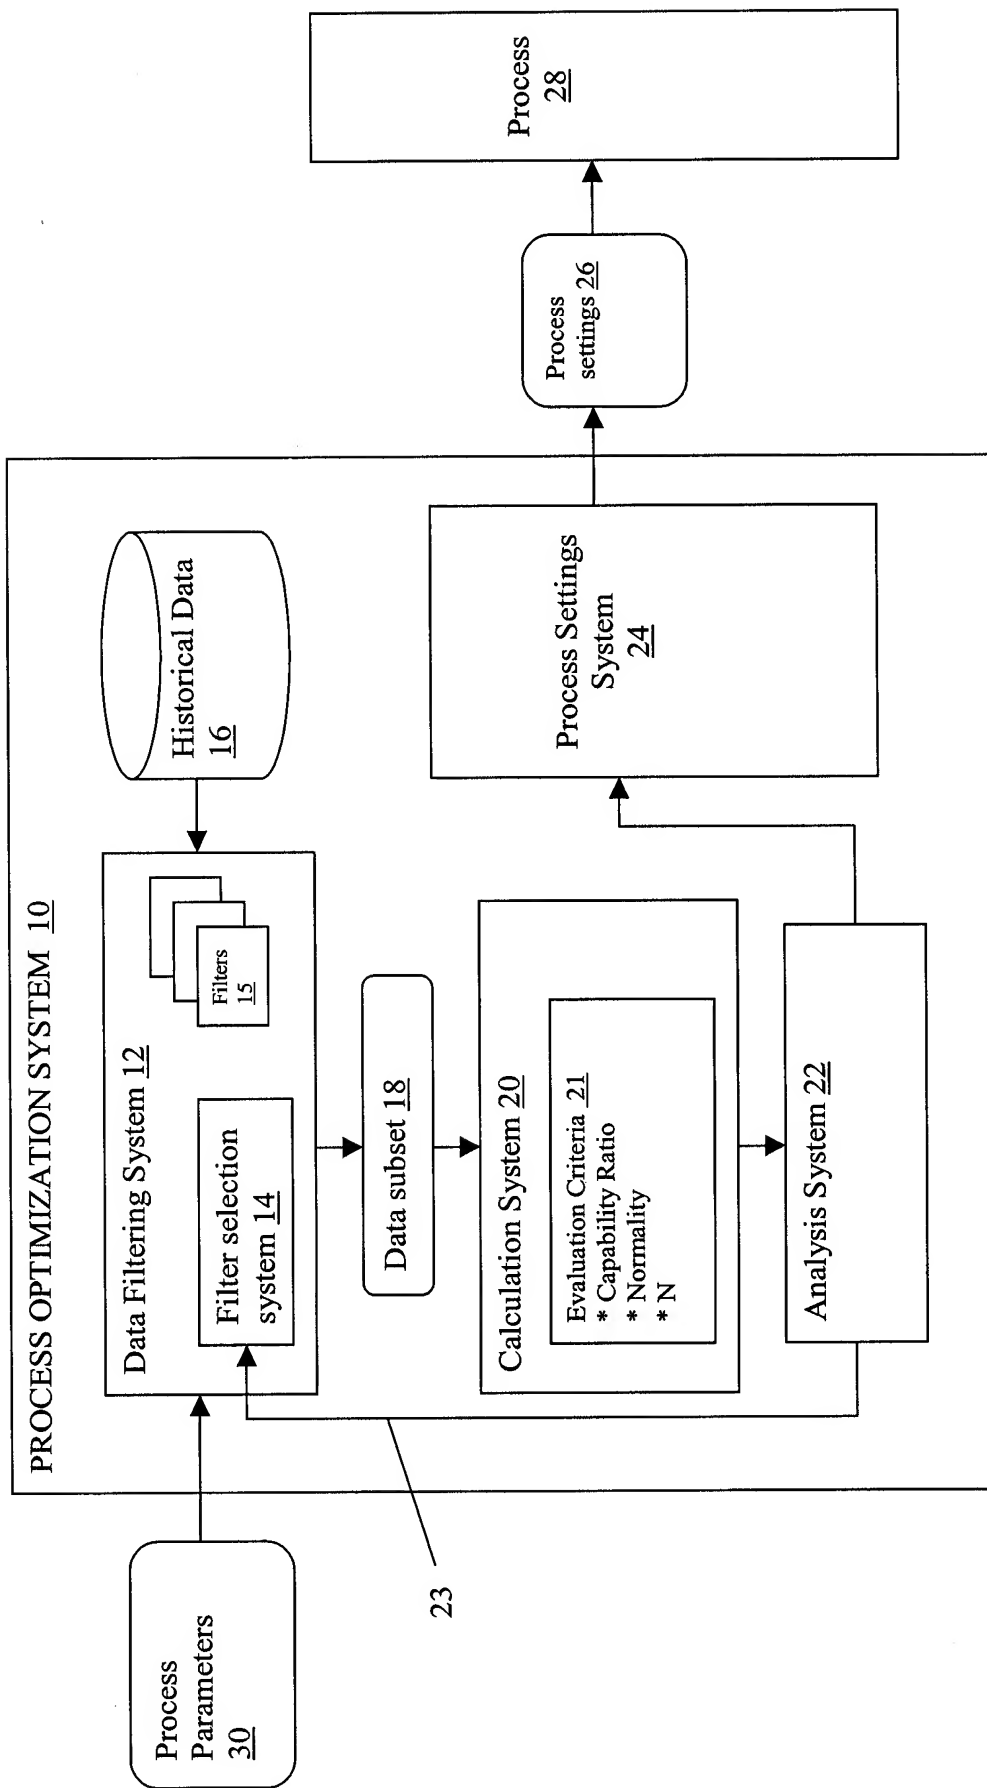 PROCESS OPTIMIZATION SYSTEM 10
Process
Parameters
30
Data Filtering System 12
Filter selection
system 14
Filters
15
Historical Data
16
Data subset 18
23
Calculation System 20
Evaluation Criteria 21
* Capability Ratio
* Normality
* N
Analysis System 22
Process Settings
System
24
Process
settings 26
Process
28